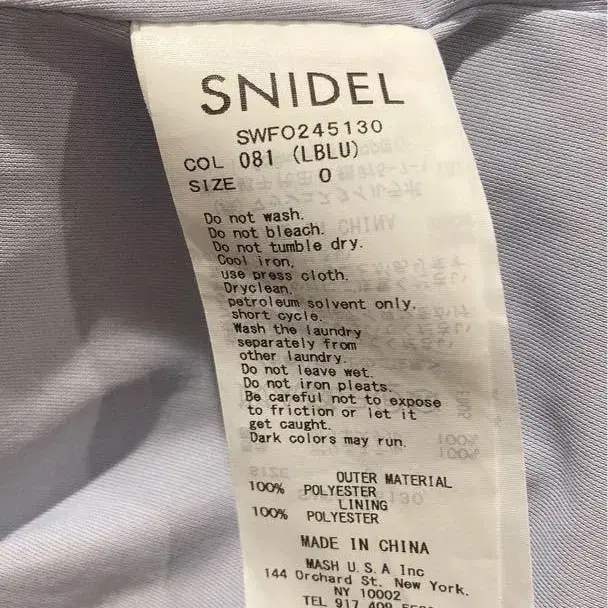 SNIDEL
SWFO245130
COL 081 (LBLU)
SIZE 0
Do not wash.
Do not bleach.
Do not tumble dry.
Cool iron,
use press cloth.
Dryclean.
petroleum solvent only,
short cycle.
Wash the laundry
separately from
other laundry.
Do not leave wet.
Do not iron pleats.
Be careful not to expose
to friction or let it
get caught.
Dark colors may run.
OUTER MATERIAL
100% POLYESTER
LINING
100% POLYESTER
MADE IN CHINA
MASH U.S.A Inc
144 Orchard St. New York.
NY 10002
TEL 917 409